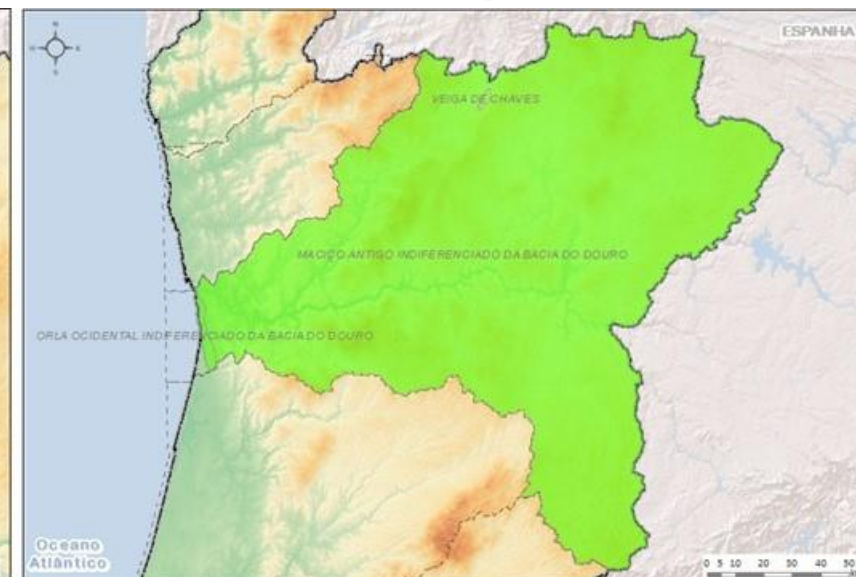 N
ESPANHA
VEIGA DE CHAVES
MACIÇO ANTIGO INDIFERENCIADO DA BACIA DO DOURO
ORLA OCIDENTAL INDIFERENCIADO DA BACIA DO DOURO
Oceano
Atlântico
0 5 10 20 30 40 50